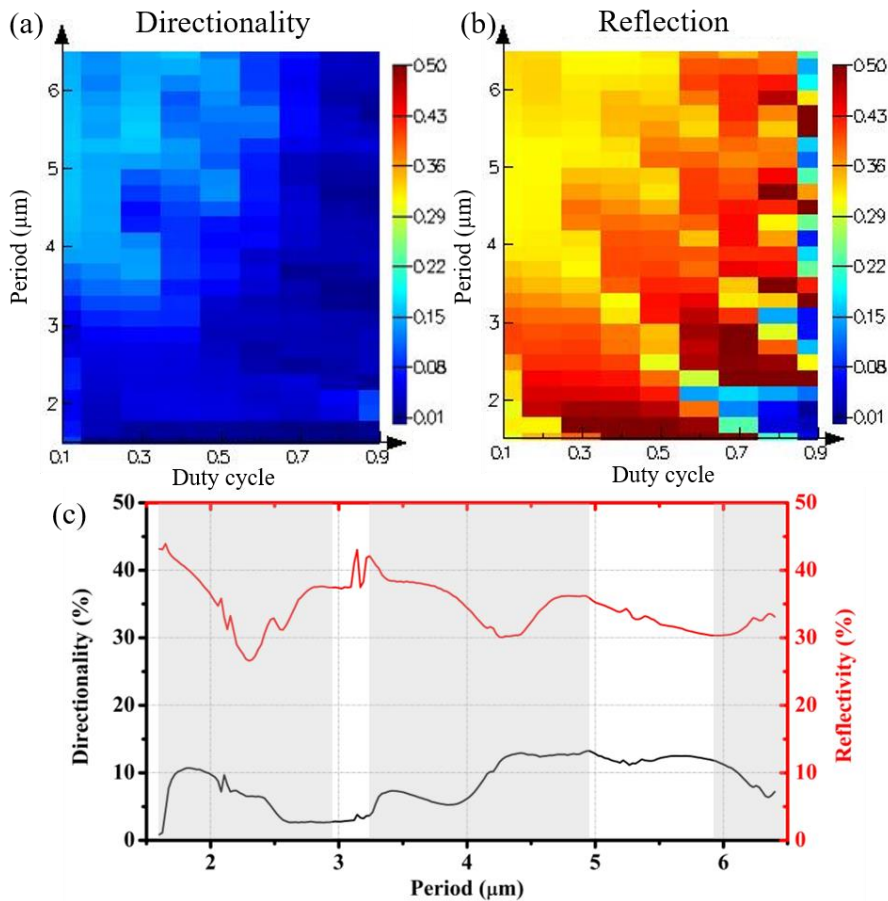 (a) Directionality
6
5
4
3
2
Period (μm)
0.1 0.3 0.5 0.7 0.9
Duty cycle
0.50
0.43
0.36
0.29
0.22
0.15
0.08
0.01
(b) Reflection
6
5
4
3
2
Period (μm)
0.1 0.3 0.5 0.7 0.9
Duty cycle
0.50
0.43
0.36
0.29
0.22
0.15
0.08
0.01
(c)
50
40
30
20
10
0
Directionality (%)
50
40
30
20
10
0
Reflectivity (%)
2 3 4 5 6
Period (μm)